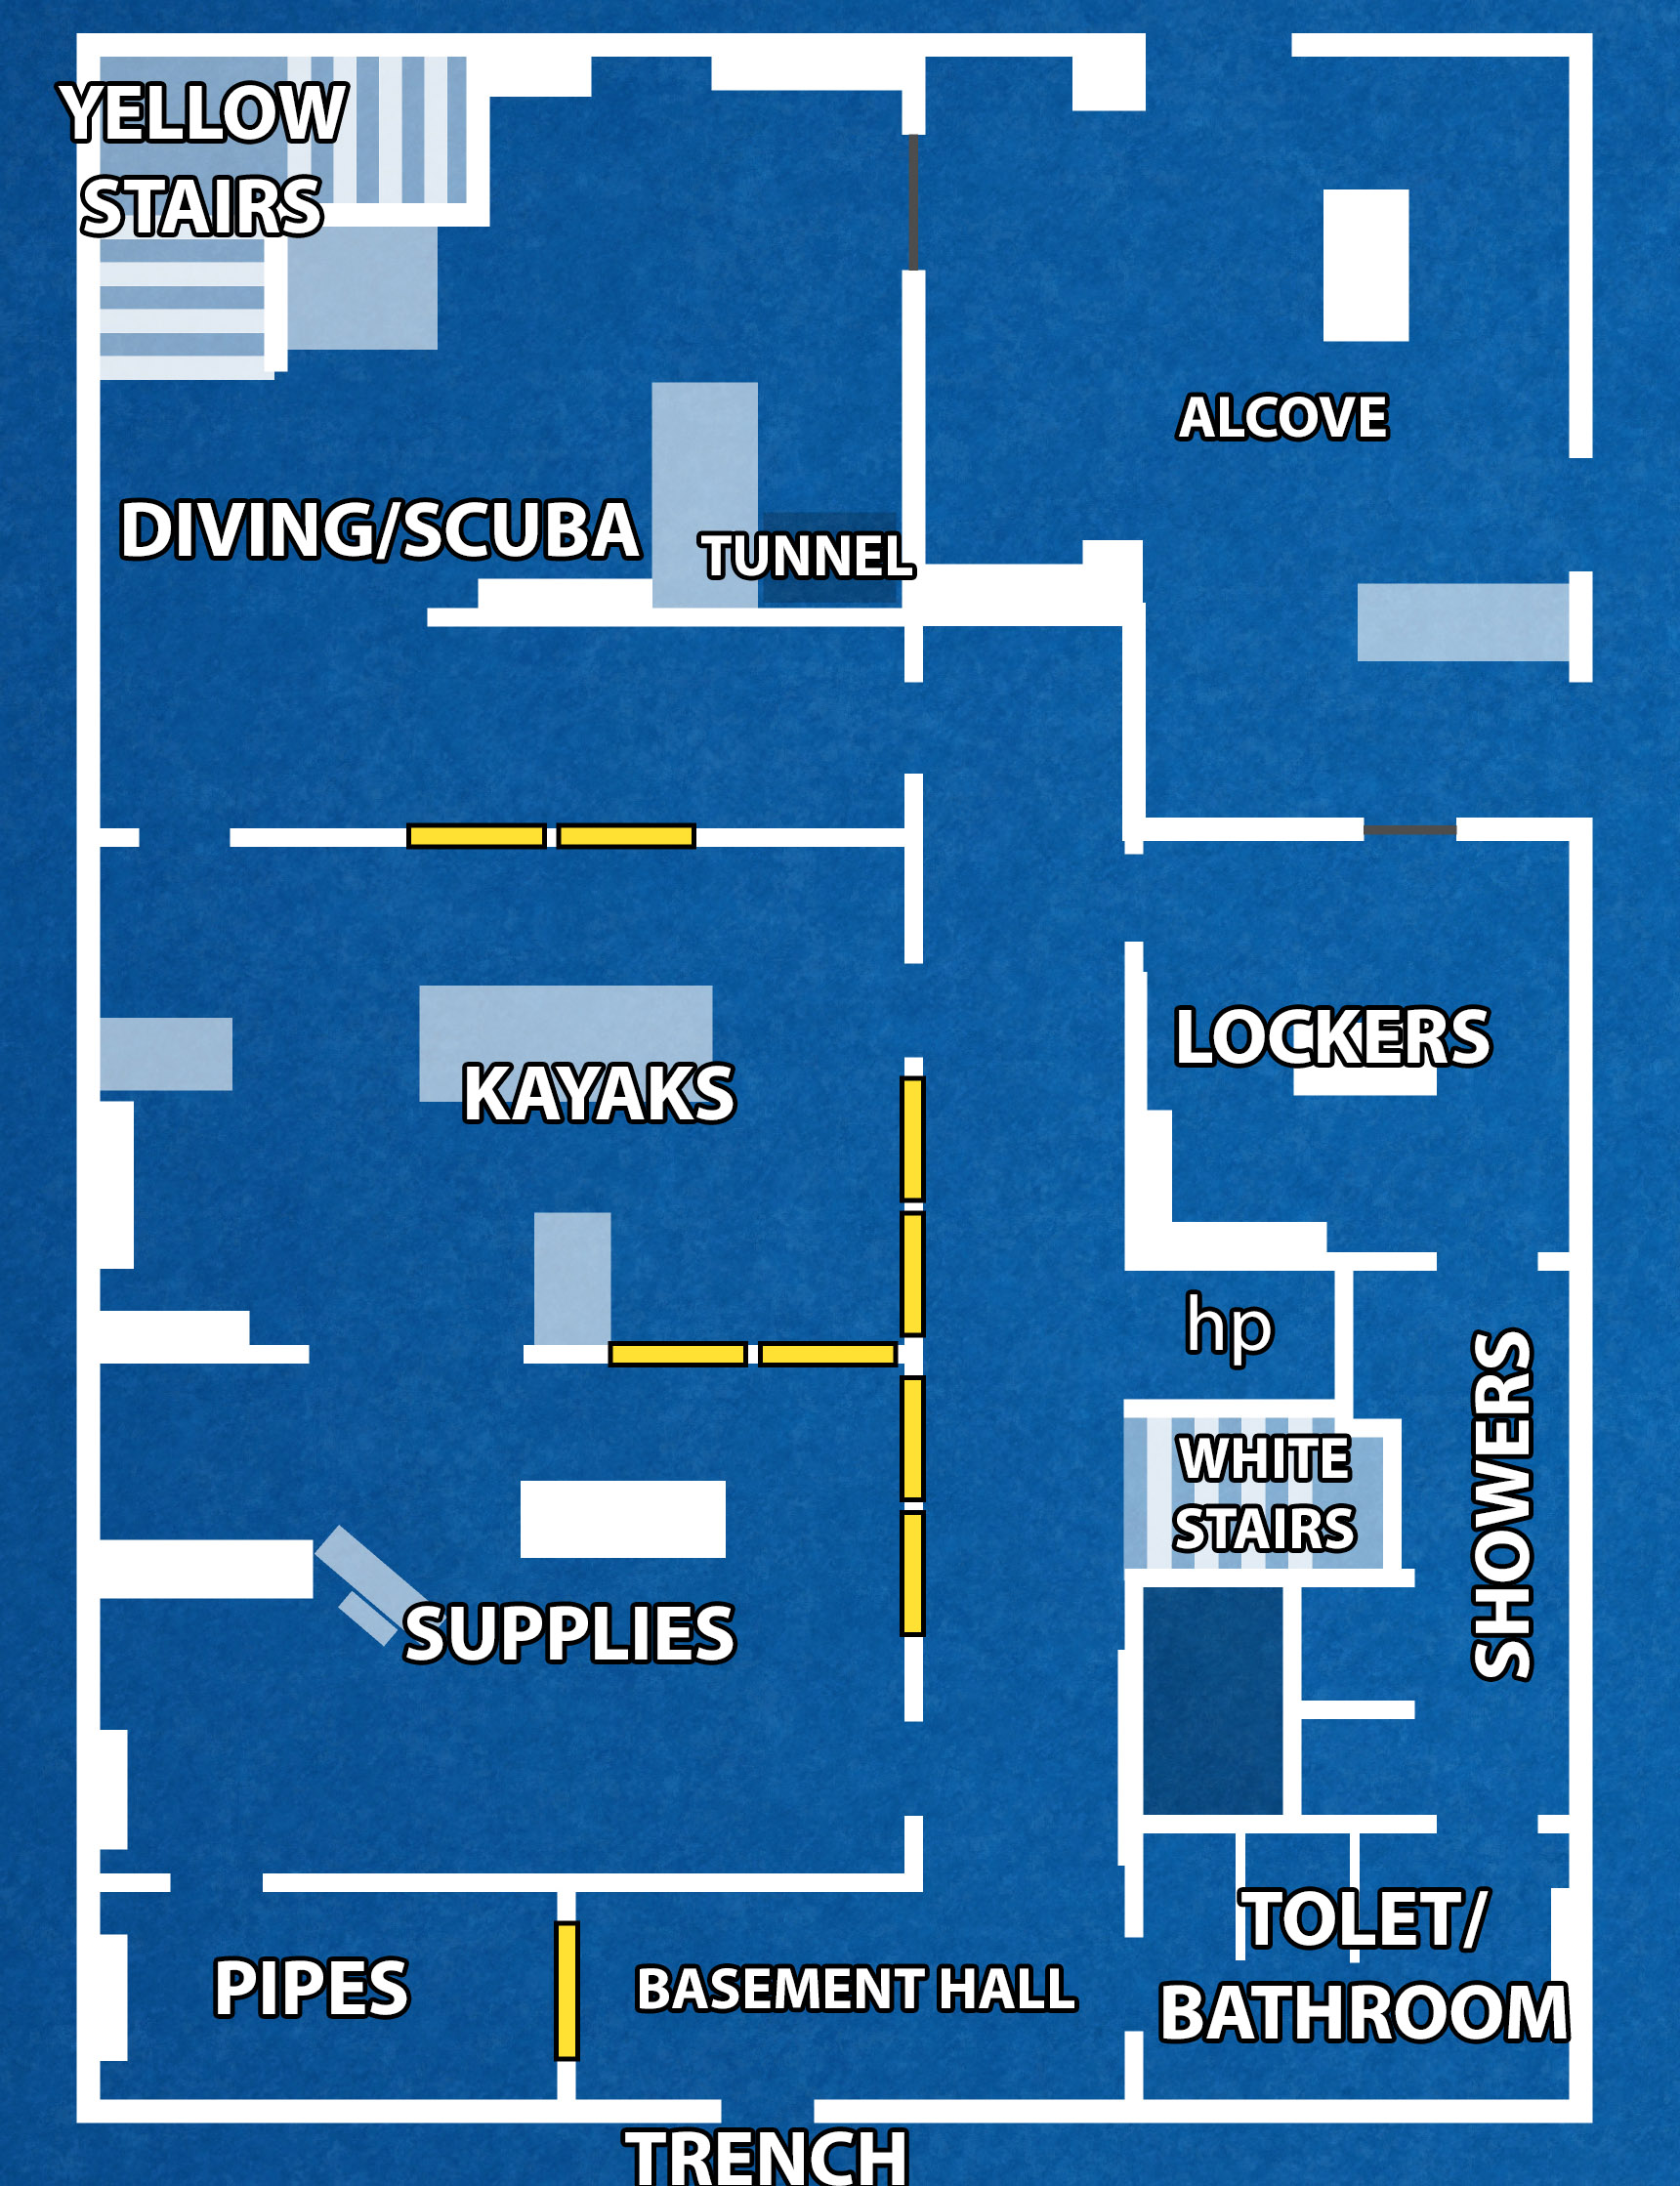 YELLOW
STAIRS
ALCOVE
DIVING/SCUBA
TUNNEL
LOCKERS
KAYAKS
hp
WHITE
STAIRS
SHOWERS
SUPPLIES
TOLET/
BATHROOM
PIPES
BASEMENT HALL
TRENCH